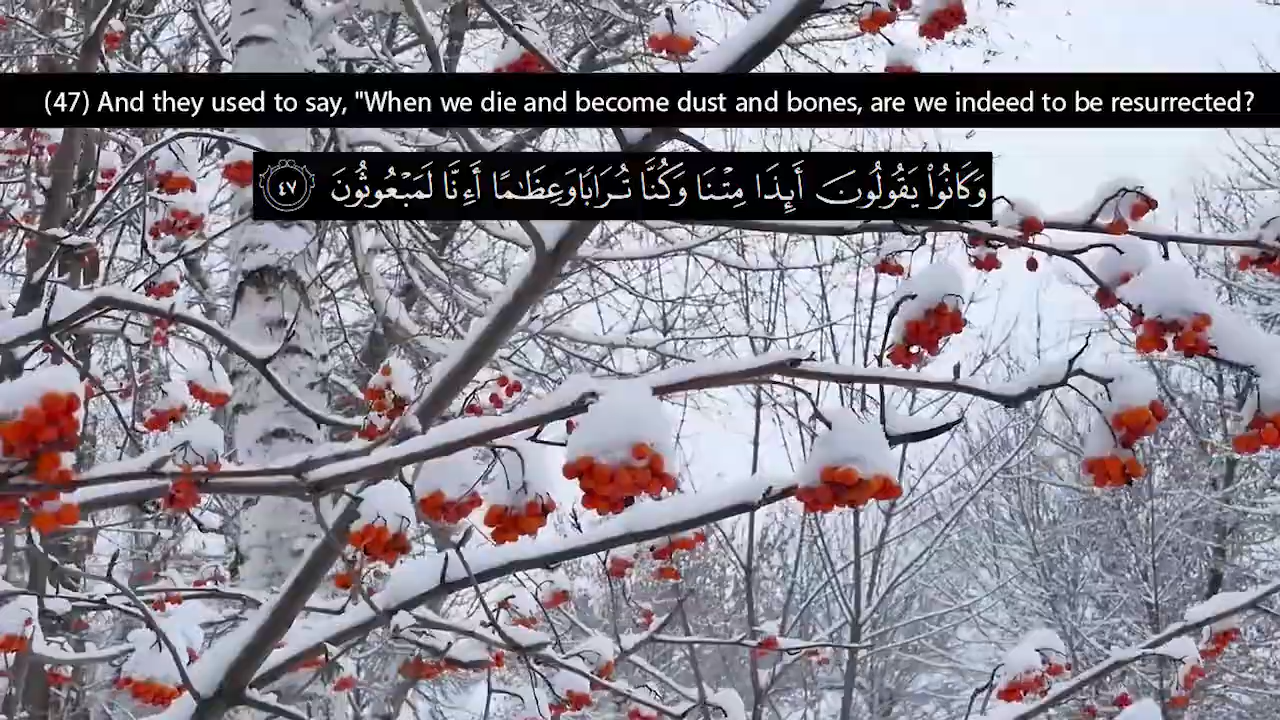 (47) And they used to say, "When we die and become dust and bones, are we indeed to be resurrected?
وَكَانُوا۟ يَقُولُونَ أَئِذَا مِتْنَا وَكُنَّا تُرَابًا وَعِظَـٰمًا أَءِنَّا لَمَبْعُوثُونَ ٤٧